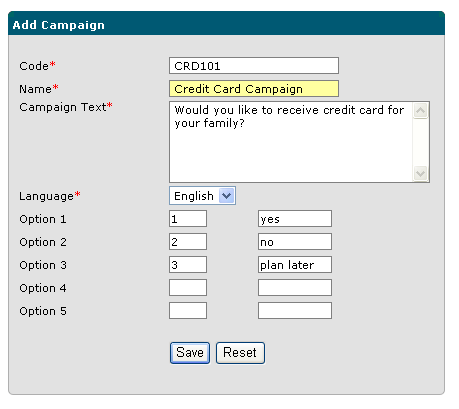 Add Campaign
Code* CRD101
Name* Credit Card Campaign
Campaign Text* Would you like to receive credit card for
your family?
Language* English
Option 1 1 yes
Option 2 2 no
Option 3 3 plan later
Option 4
Option 5
Save Reset